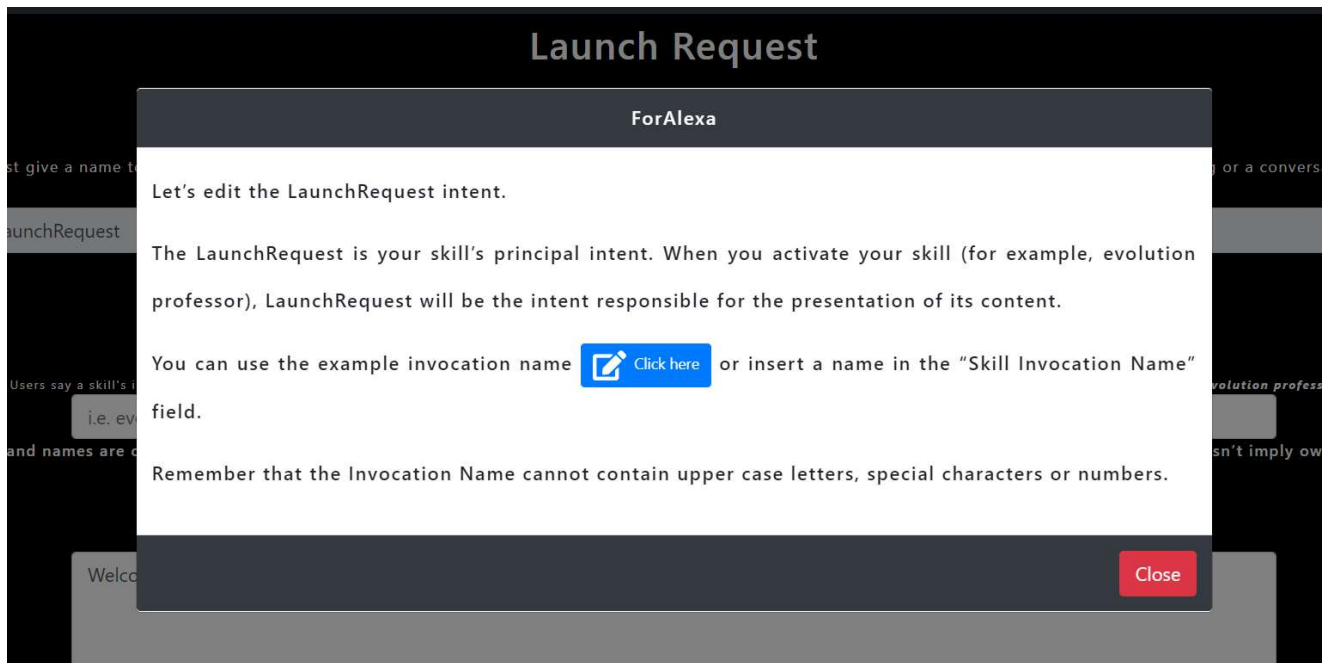 Launch Request
ForAlexa
st give a name t
or a convers
Let's edit the LaunchRequest intent.
aunchRequest
The LaunchRequest is your skill's principal intent. When you activate your skill (for example, evolution
professor), LaunchRequest will be the intent responsible for the presentation of its content.
You can use the example invocation name Click here or insert a name in the “Skill Invocation Name”
Users say a skill's i
volution profess
field.
i.e. ev
and names are
sn't imply ow
Remember that the Invocation Name cannot contain upper case letters, special characters or numbers.
Welco
Close